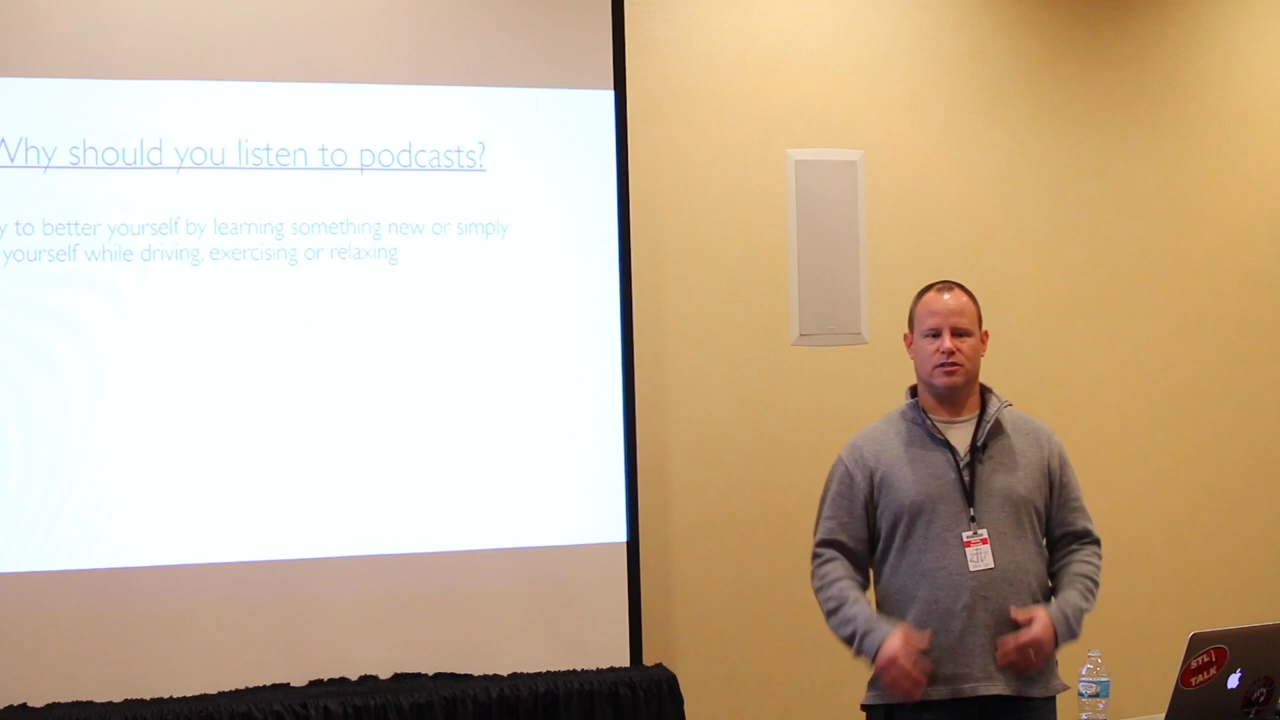 Why should you listen to podcasts?
to better yourself by learning something new or simply
yourself while driving, exercising or relaxing
STL
TALK